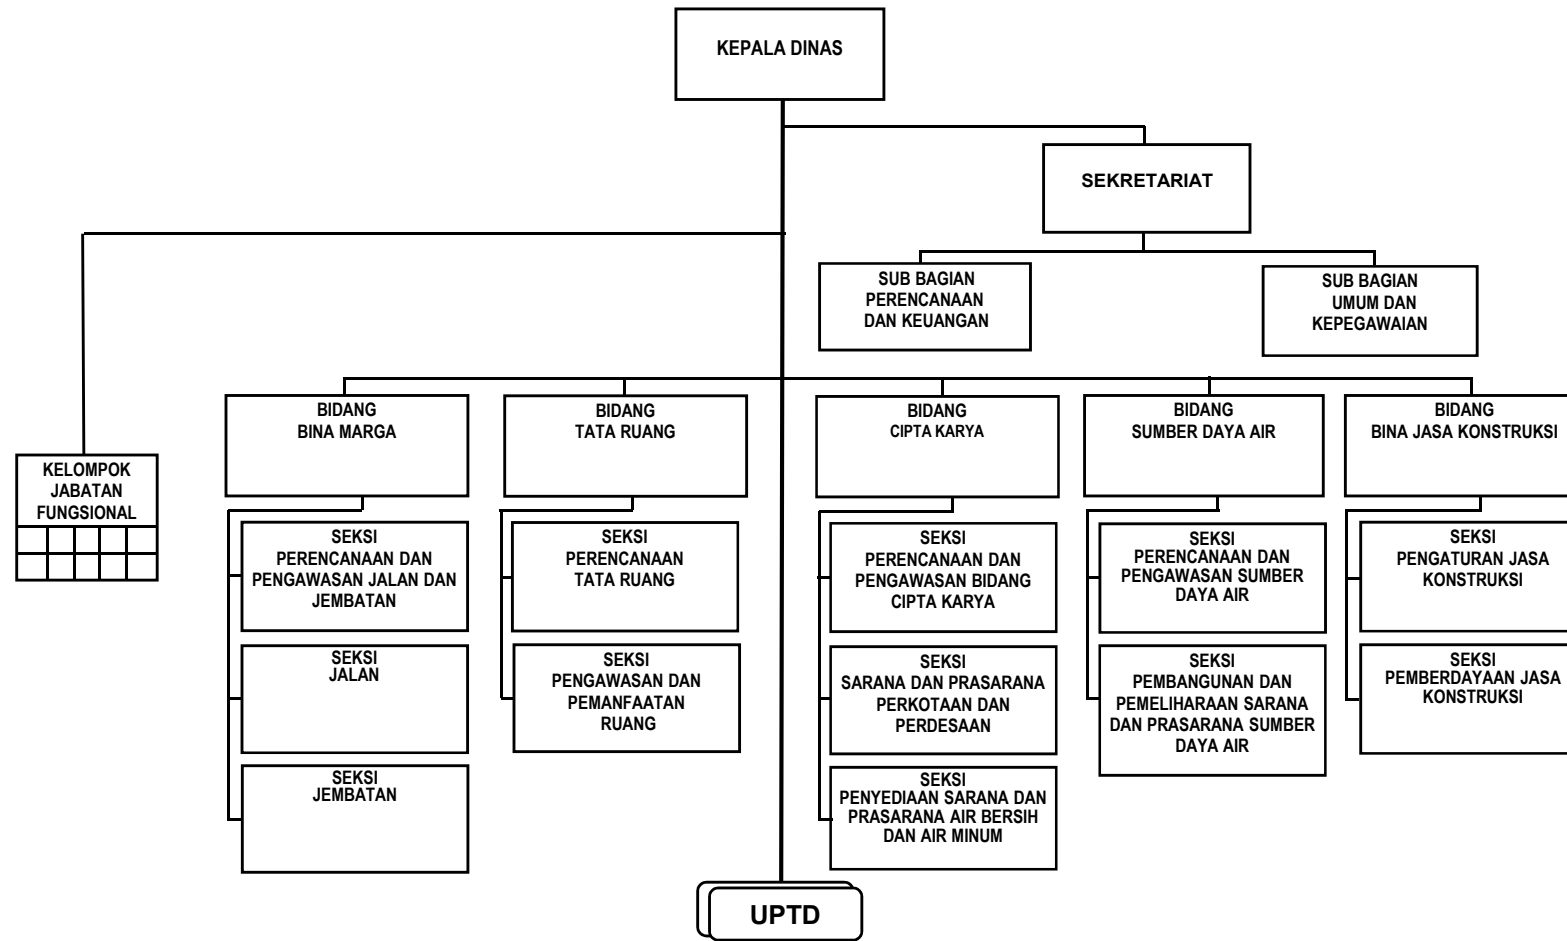 KEPALA DINAS
SEKRETARIAT
SUB BAGIAN
PERENCANAAN
DAN KEUANGAN
SUB BAGIAN
UMUM DAN
KEPEGAWAIAN
KELOMPOK
JABATAN
FUNGSIONAL
BIDANG
BINA MARGA
SEKSI
PERENCANAAN DAN
PENGAWASAN JALAN DAN
JEMBATAN
SEKSI
JALAN
SEKSI
JEMBATAN
BIDANG
TATA RUANG
SEKSI
PERENCANAAN
TATA RUANG
SEKSI
PENGAWASAN DAN
PEMANFAATAN
RUANG
BIDANG
CIPTA KARYA
SEKSI
PERENCANAAN DAN
PENGAWASAN BIDANG
CIPTA KARYA
SEKSI
SARANA DAN PRASARANA
PERKOTAAN DAN
PERDESAAN
SEKSI
PENYEDIAAN SARANA DAN
PRASARANA AIR BERSIH
DAN AIR MINUM
BIDANG
SUMBER DAYA AIR
SEKSI
PERENCANAAN DAN
PENGAWASAN SUMBER
DAYA AIR
SEKSI
PEMBANGUNAN DAN
PEMELIHARAAN SARANA
DAN PRASARANA SUMBER
DAYA AIR
BIDANG
BINA JASA KONSTRUKSI
SEKSI
PENGATURAN JASA
KONSTRUKSI
SEKSI
PEMBERDAYAAN JASA
KONSTRUKSI
UPTD